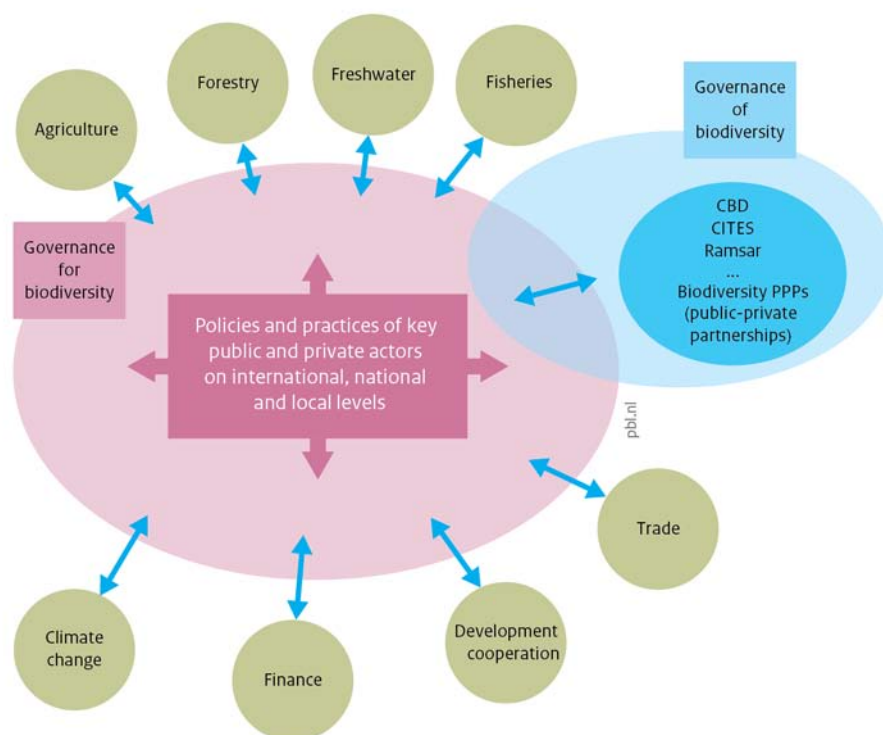 Agriculture
Forestry
Freshwater
Fisheries
Governance
of
biodiversity
CBD
CITES
Ramsar
...
Biodiversity PPPs
(public-private
partnerships)
Governance
for
biodiversity
Policies and practices of key
public and private actors
on international, national
and local levels
pbl.nl
Trade
Development
cooperation
Finance
Climate
change